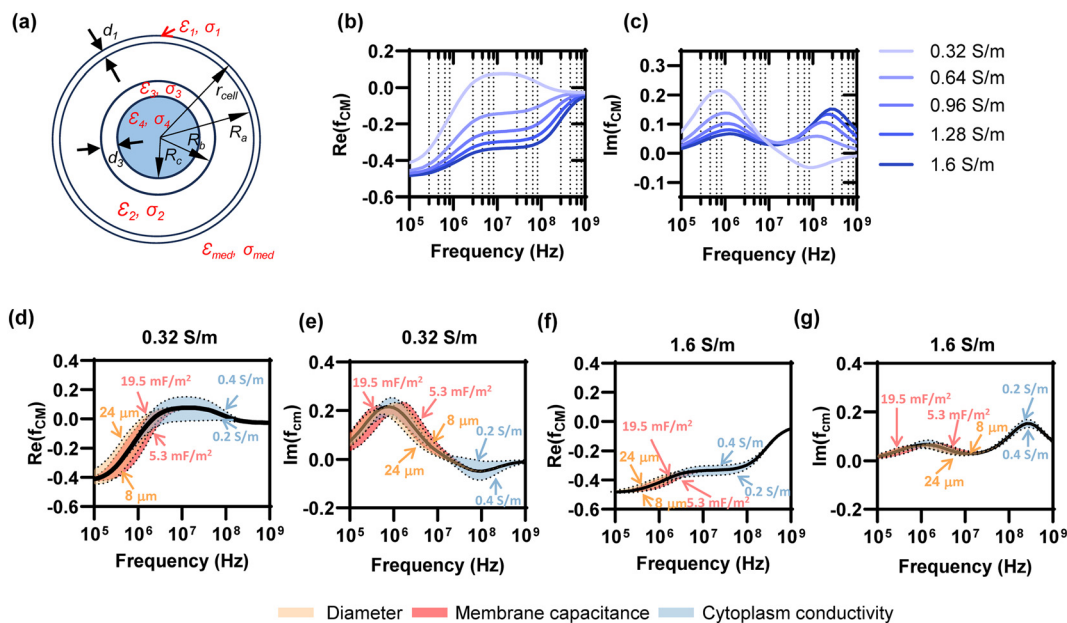 (a)
d1
ε1, σ1
ε3, σ3
rcell
ε4, σ4
Ra
Rb
d3
Rc
ε2, σ2
εmed, σmed
(b)
Re(fCM)
0.2
0.0
-0.2
-0.4
-0.6
10^5 10^6 10^7 10^8 10^9
Frequency (Hz)
(c)
Im(fCM)
0.3
0.2
0.1
0.0
-0.1
10^5 10^6 10^7 10^8 10^9
Frequency (Hz)
0.32 S/m
0.64 S/m
0.96 S/m
1.28 S/m
1.6 S/m
(d)
0.32 S/m
Re(fCM)
0.4
0.2
0.0
-0.2
-0.4
-0.6
19.5 mF/m²
0.4 S/m
24 μm
0.2 S/m
5.3 mF/m²
8 μm
10^5 10^6 10^7 10^8 10^9
Frequency (Hz)
(e)
0.32 S/m
Im(fcm)
0.4
0.2
0.0
-0.2
19.5 mF/m²
5.3 mF/m²
8 μm
0.2 S/m
24 μm
0.4 S/m
10^5 10^6 10^7 10^8 10^9
Frequency (Hz)
(f)
1.6 S/m
Re(fCM)
0.4
0.2
0.0
-0.2
-0.4
-0.6
19.5 mF/m²
0.4 S/m
24 μm
8 μm
5.3 mF/m²
0.2 S/m
10^5 10^6 10^7 10^8 10^9
Frequency (Hz)
(g)
1.6 S/m
Im(fcm)
0.4
0.2
0.0
-0.2
0.2 S/m
19.5 mF/m²
5.3 mF/m²
8 μm
24 μm
0.4 S/m
10^5 10^6 10^7 10^8 10^9
Frequency (Hz)
Diameter
Membrane capacitance
Cytoplasm conductivity